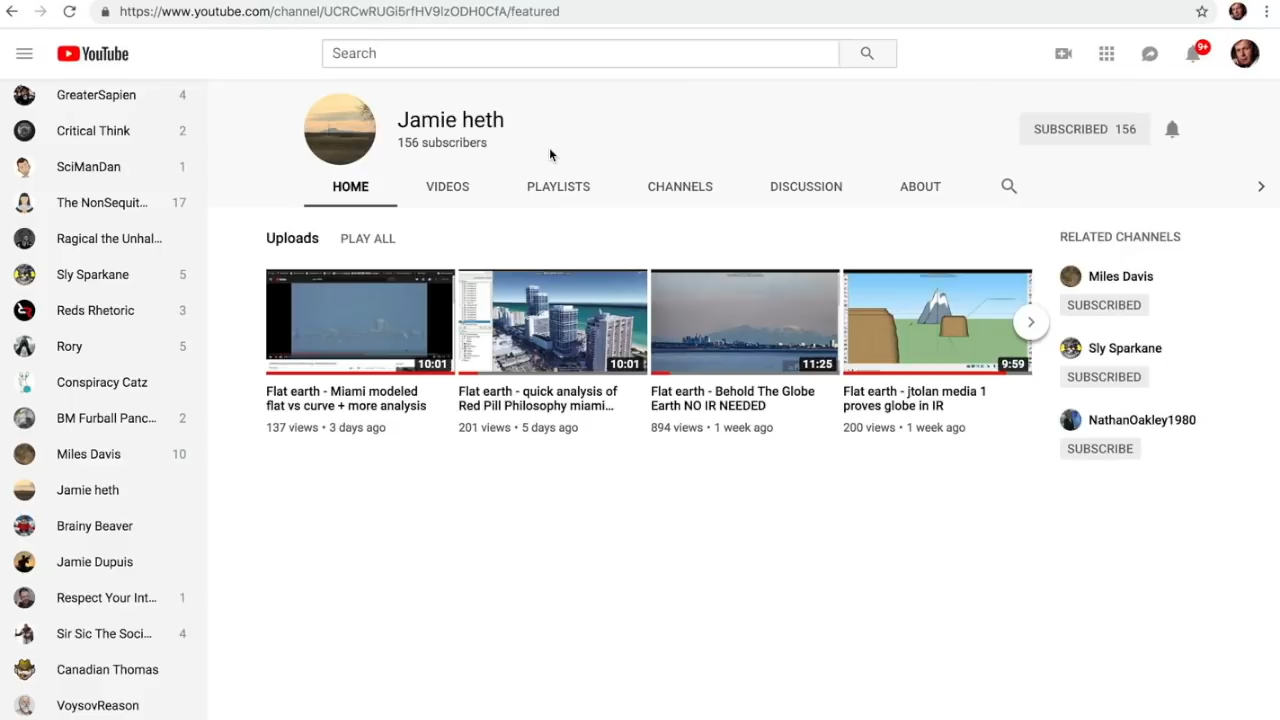 https://www.youtube.com/channel/UCRCwRUGi5rfHV9lzODH0CfA/featured
YouTube
Search
9+
GreaterSapien 4
Critical Think 2
SciManDan 1
The NonSequit... 17
Ragical the Unhal...
Sly Sparkane 5
Reds Rhetoric 3
Rory 5
Conspiracy Catz
BM Furball Panc... 2
Miles Davis 10
Jamie heth
Brainy Beaver
Jamie Dupuis
Respect Your Int... 1
Sir Sic The Soci... 4
Canadian Thomas
VoysovReason
Jamie heth
156 subscribers
SUBSCRIBED 156
HOME VIDEOS PLAYLISTS CHANNELS DISCUSSION ABOUT
Uploads PLAY ALL
10:01
Flat earth - Miami modeled
flat vs curve + more analysis
137 views • 3 days ago
10:01
Flat earth - quick analysis of
Red Pill Philosophy miami...
201 views • 5 days ago
11:25
Flat earth - Behold The Globe
Earth NO IR NEEDED
894 views • 1 week ago
9:59
Flat earth - jtolan media 1
proves globe in IR
200 views • 1 week ago
RELATED CHANNELS
Miles Davis
SUBSCRIBED
Sly Sparkane
SUBSCRIBED
NathanOakley1980
SUBSCRIBE